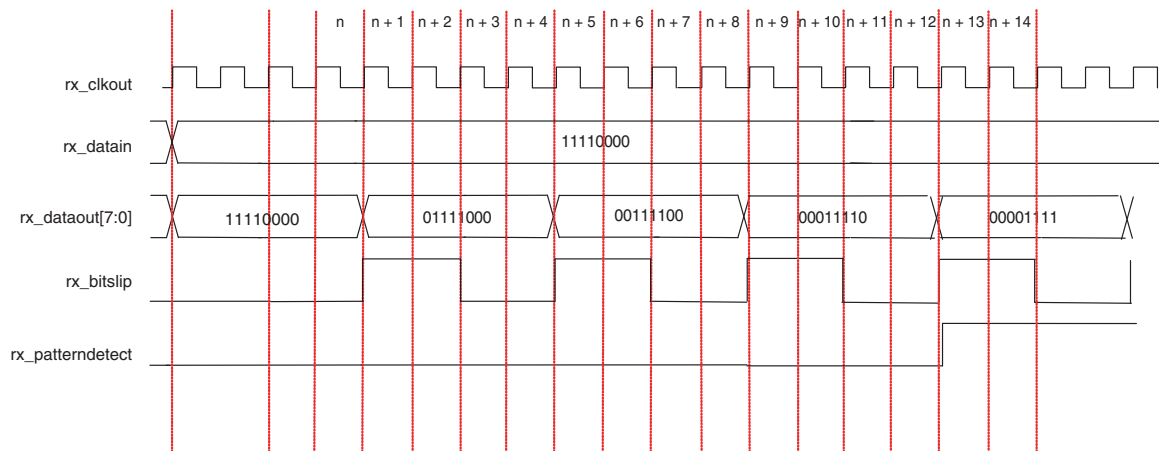 n n + 1 n + 2 n + 3 n + 4 n + 5 n + 6 n + 7 n + 8 n + 9 n + 10 n + 11 n + 12 n + 13 n + 14
rx_clkout
rx_datain 11110000
rx_dataout[7:0] 11110000 01111000 00111100 00011110 00001111
rx_bitslip
rx_patterndetect